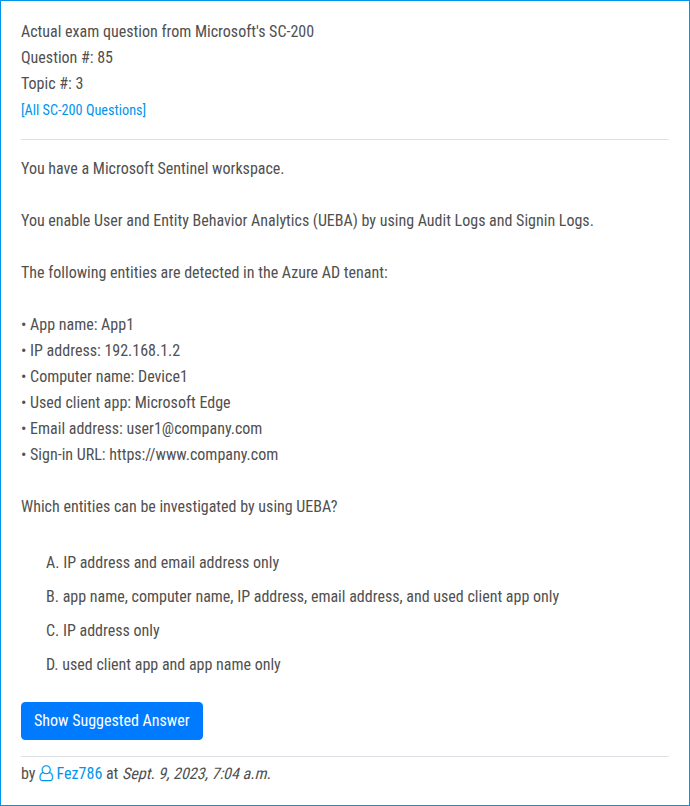 Actual exam question from Microsoft's SC-200
Question #: 85
Topic #: 3
[All SC-200 Questions]
You have a Microsoft Sentinel workspace.
You enable User and Entity Behavior Analytics (UEBA) by using Audit Logs and Signin Logs.
The following entities are detected in the Azure AD tenant:
• App name: App1
• IP address: 192.168.1.2
• Computer name: Device1
• Used client app: Microsoft Edge
• Email address: user1@company.com
• Sign-in URL: https://www.company.com
Which entities can be investigated by using UEBA?
A. IP address and email address only
B. app name, computer name, IP address, email address, and used client app only
C. IP address only
D. used client app and app name only
Show Suggested Answer
by Fez786 at Sept. 9, 2023, 7:04 a.m.